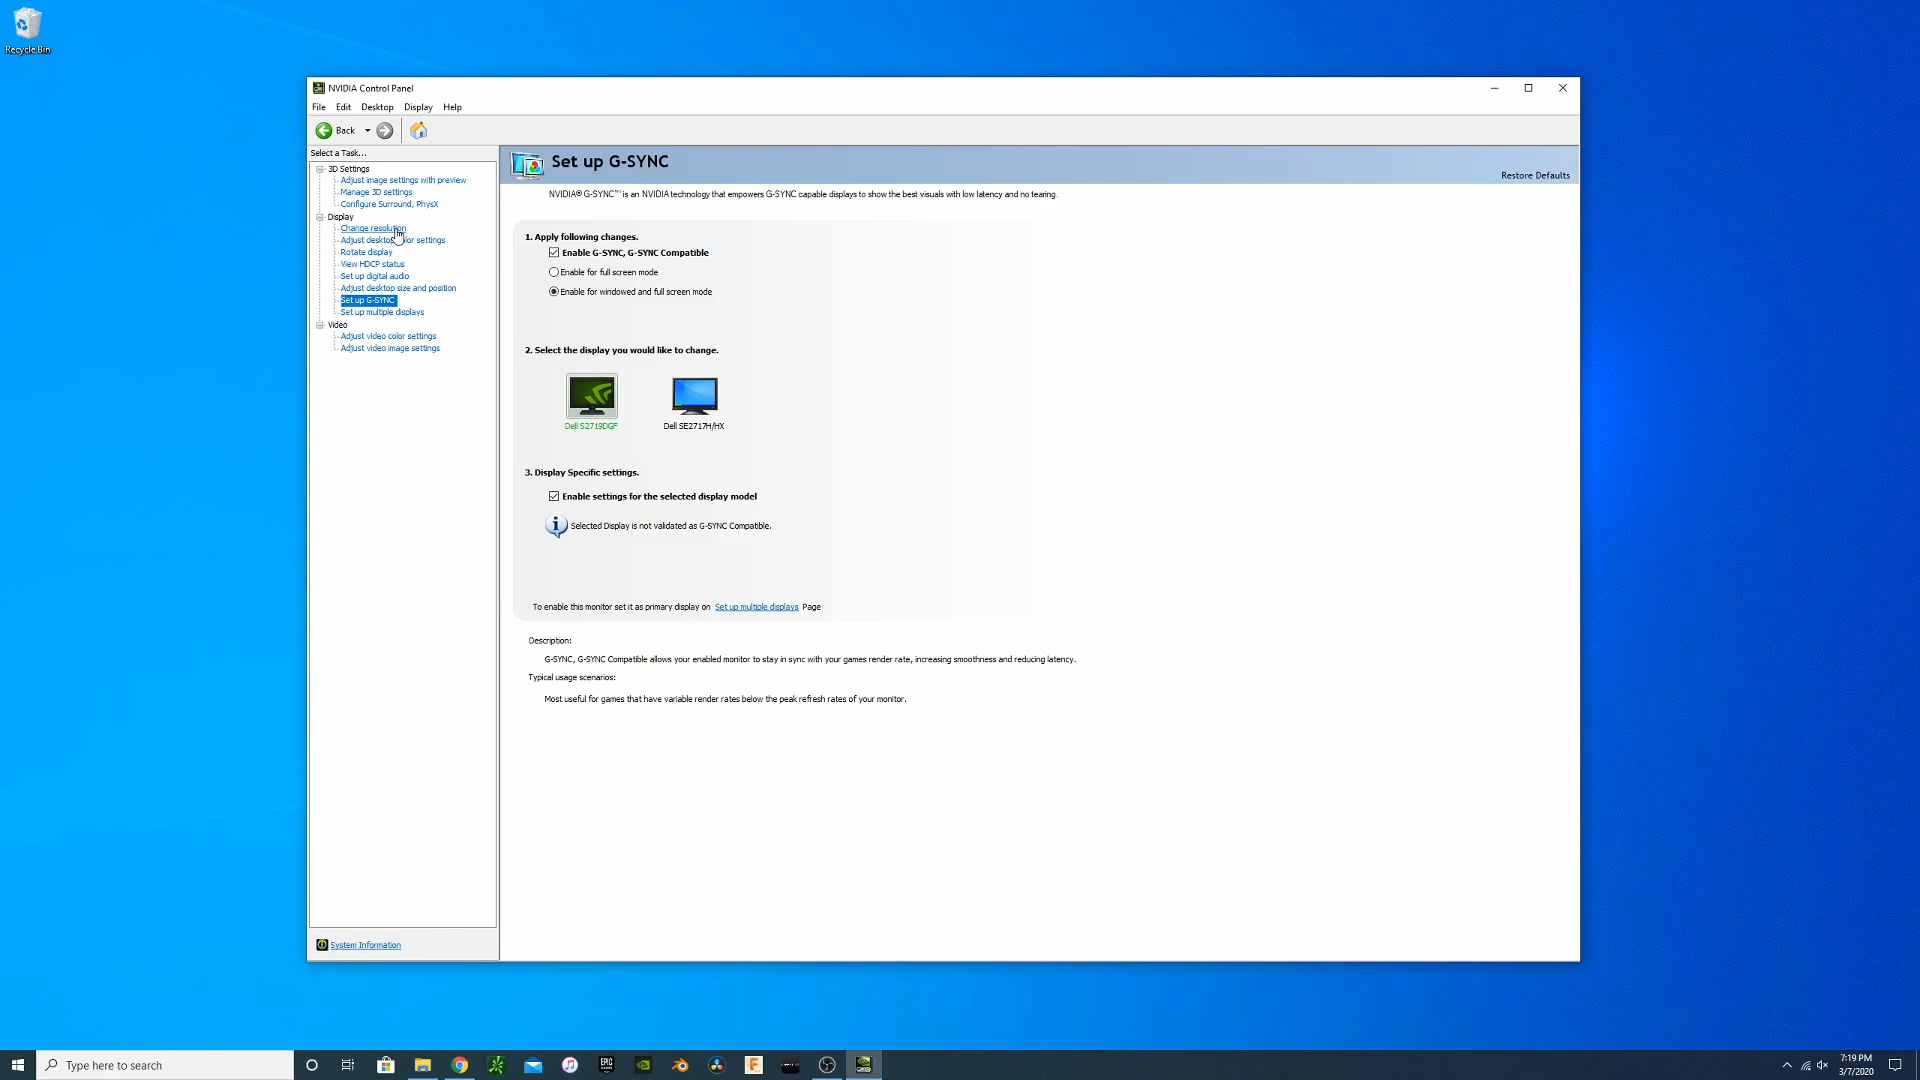 Recycle Bin
NVIDIA Control Panel
File Edit Desktop Display Help
Back
Select a Task...
3D Settings
Adjust image settings with preview
Manage 3D settings
Configure Surround, PhysX
Display
Change resolution
Adjust desktop color settings
Rotate display
View HDCP status
Set up digital audio
Adjust desktop size and position
Set up G-SYNC
Set up multiple displays
Video
Adjust video color settings
Adjust video image settings
System Information
Set up G-SYNC
Restore Defaults
NVIDIA® G-SYNC™ is an NVIDIA technology that empowers G-SYNC capable displays to show the best visuals with low latency and no tearing.
1. Apply following changes.
Enable G-SYNC, G-SYNC Compatible
Enable for full screen mode
Enable for windowed and full screen mode
2. Select the display you would like to change.
Dell S2719DGF Dell SE2717H/HX
3. Display Specific settings.
Enable settings for the selected display model
Selected Display is not validated as G-SYNC Compatible.
To enable this monitor set it as primary display on Set up multiple displays Page
Description:
G-SYNC, G-SYNC Compatible allows your enabled monitor to stay in sync with your games render rate, increasing smoothness and reducing latency.
Typical usage scenarios:
Most useful for games that have variable render rates below the peak refresh rates of your monitor.
Type here to search
EPIC
7:19 PM
3/7/2020